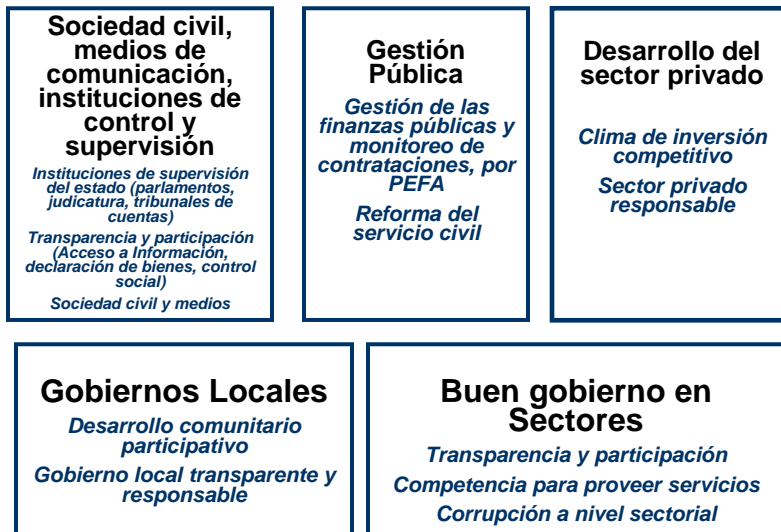 Sociedad civil,
medios de
comunicación,
instituciones de
control y
supervisión
Instituciones de supervisión
del estado (parlamentos,
judicatura, tribunales de
cuentas)
Transparencia y participación
(Acceso a Información,
declaración de bienes, control
social)
Sociedad civil y medios
Gestión
Pública
Gestión de las
finanzas públicas y
monitoreo de
contrataciones, por
PEFA
Reforma del
servicio civil
Desarrollo del
sector privado
Clima de inversión
competitivo
Sector privado
responsable
Gobiernos Locales
Desarrollo comunitario
participativo
Gobierno local transparente y
responsable
Buen gobierno en
Sectores
Transparencia y participación
Competencia para proveer servicios
Corrupción a nivel sectorial